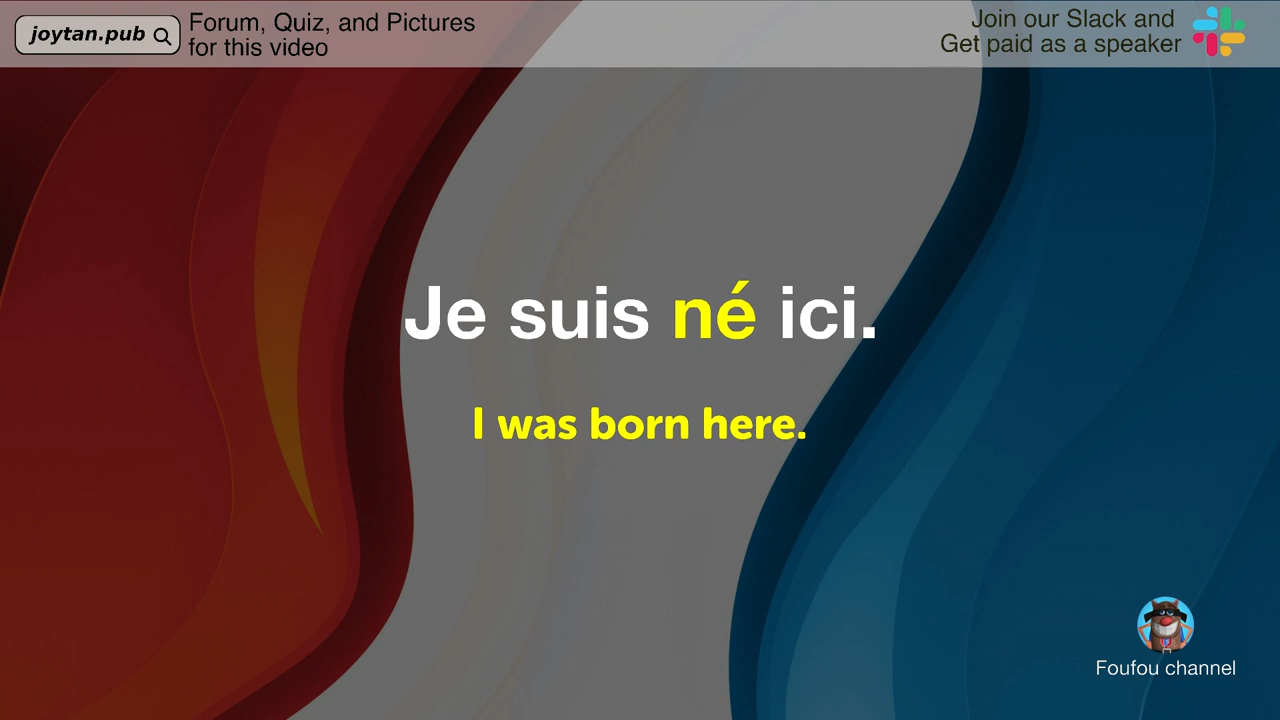 joytan.pub
Forum, Quiz, and Pictures
for this video
Join our Slack and
Get paid as a speaker
Je suis né ici.
I was born here.
Foufou channel